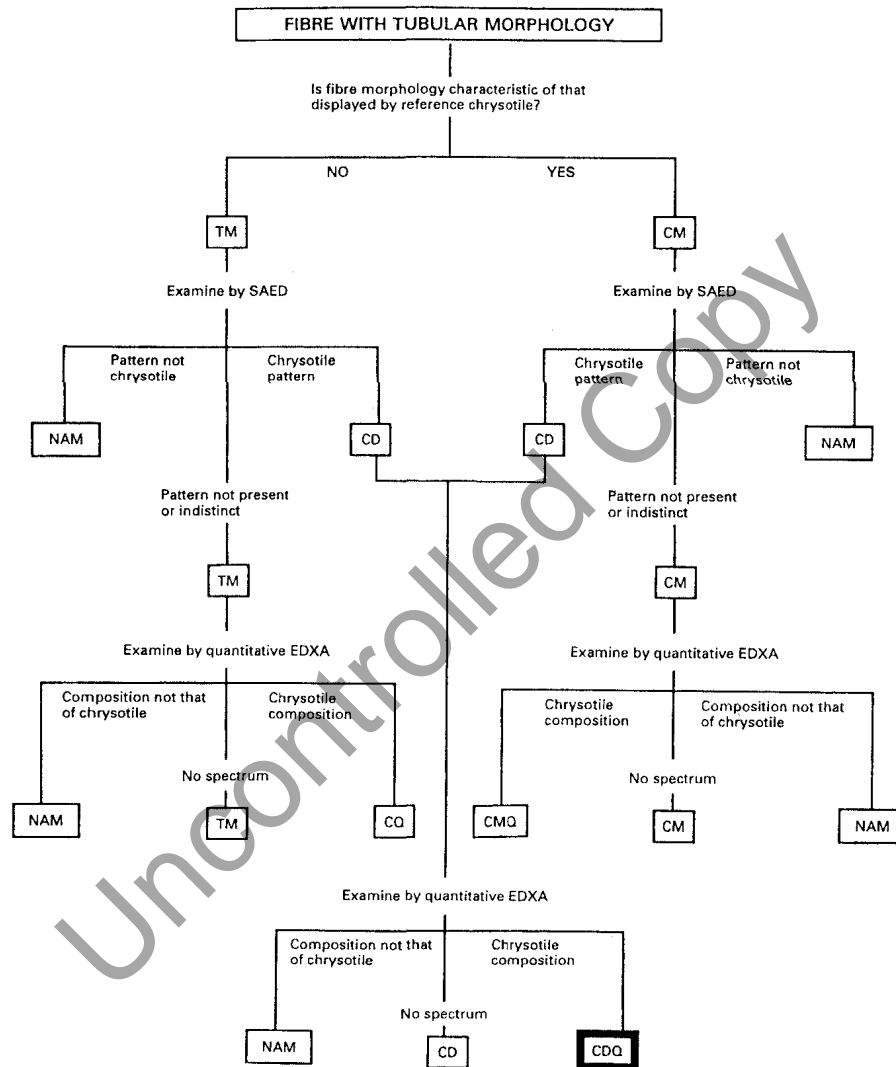 FIBRE WITH TUBULAR MORPHOLOGY
Is fibre morphology characteristic of that
displayed by reference chrysotile?
NO
YES
TM
CM
Examine by SAED
Examine by SAED
Pattern not
chrysotile
Chrysotile
pattern
Chrysotile
pattern
Pattern not
chrysotile
NAM
CD
CD
NAM
Pattern not present
or indistinct
Pattern not present
or indistinct
TM
CM
Examine by quantitative EDXA
Examine by quantitative EDXA
Composition not that
of chrysotile
Chrysotile
composition
Chrysotile
composition
Composition not that
of chrysotile
No spectrum
No spectrum
NAM
TM
CQ
CMQ
CM
NAM
Examine by quantitative EDXA
Composition not that
of chrysotile
Chrysotile
composition
No spectrum
NAM
CD
CDQ
Uncontrolled Copy